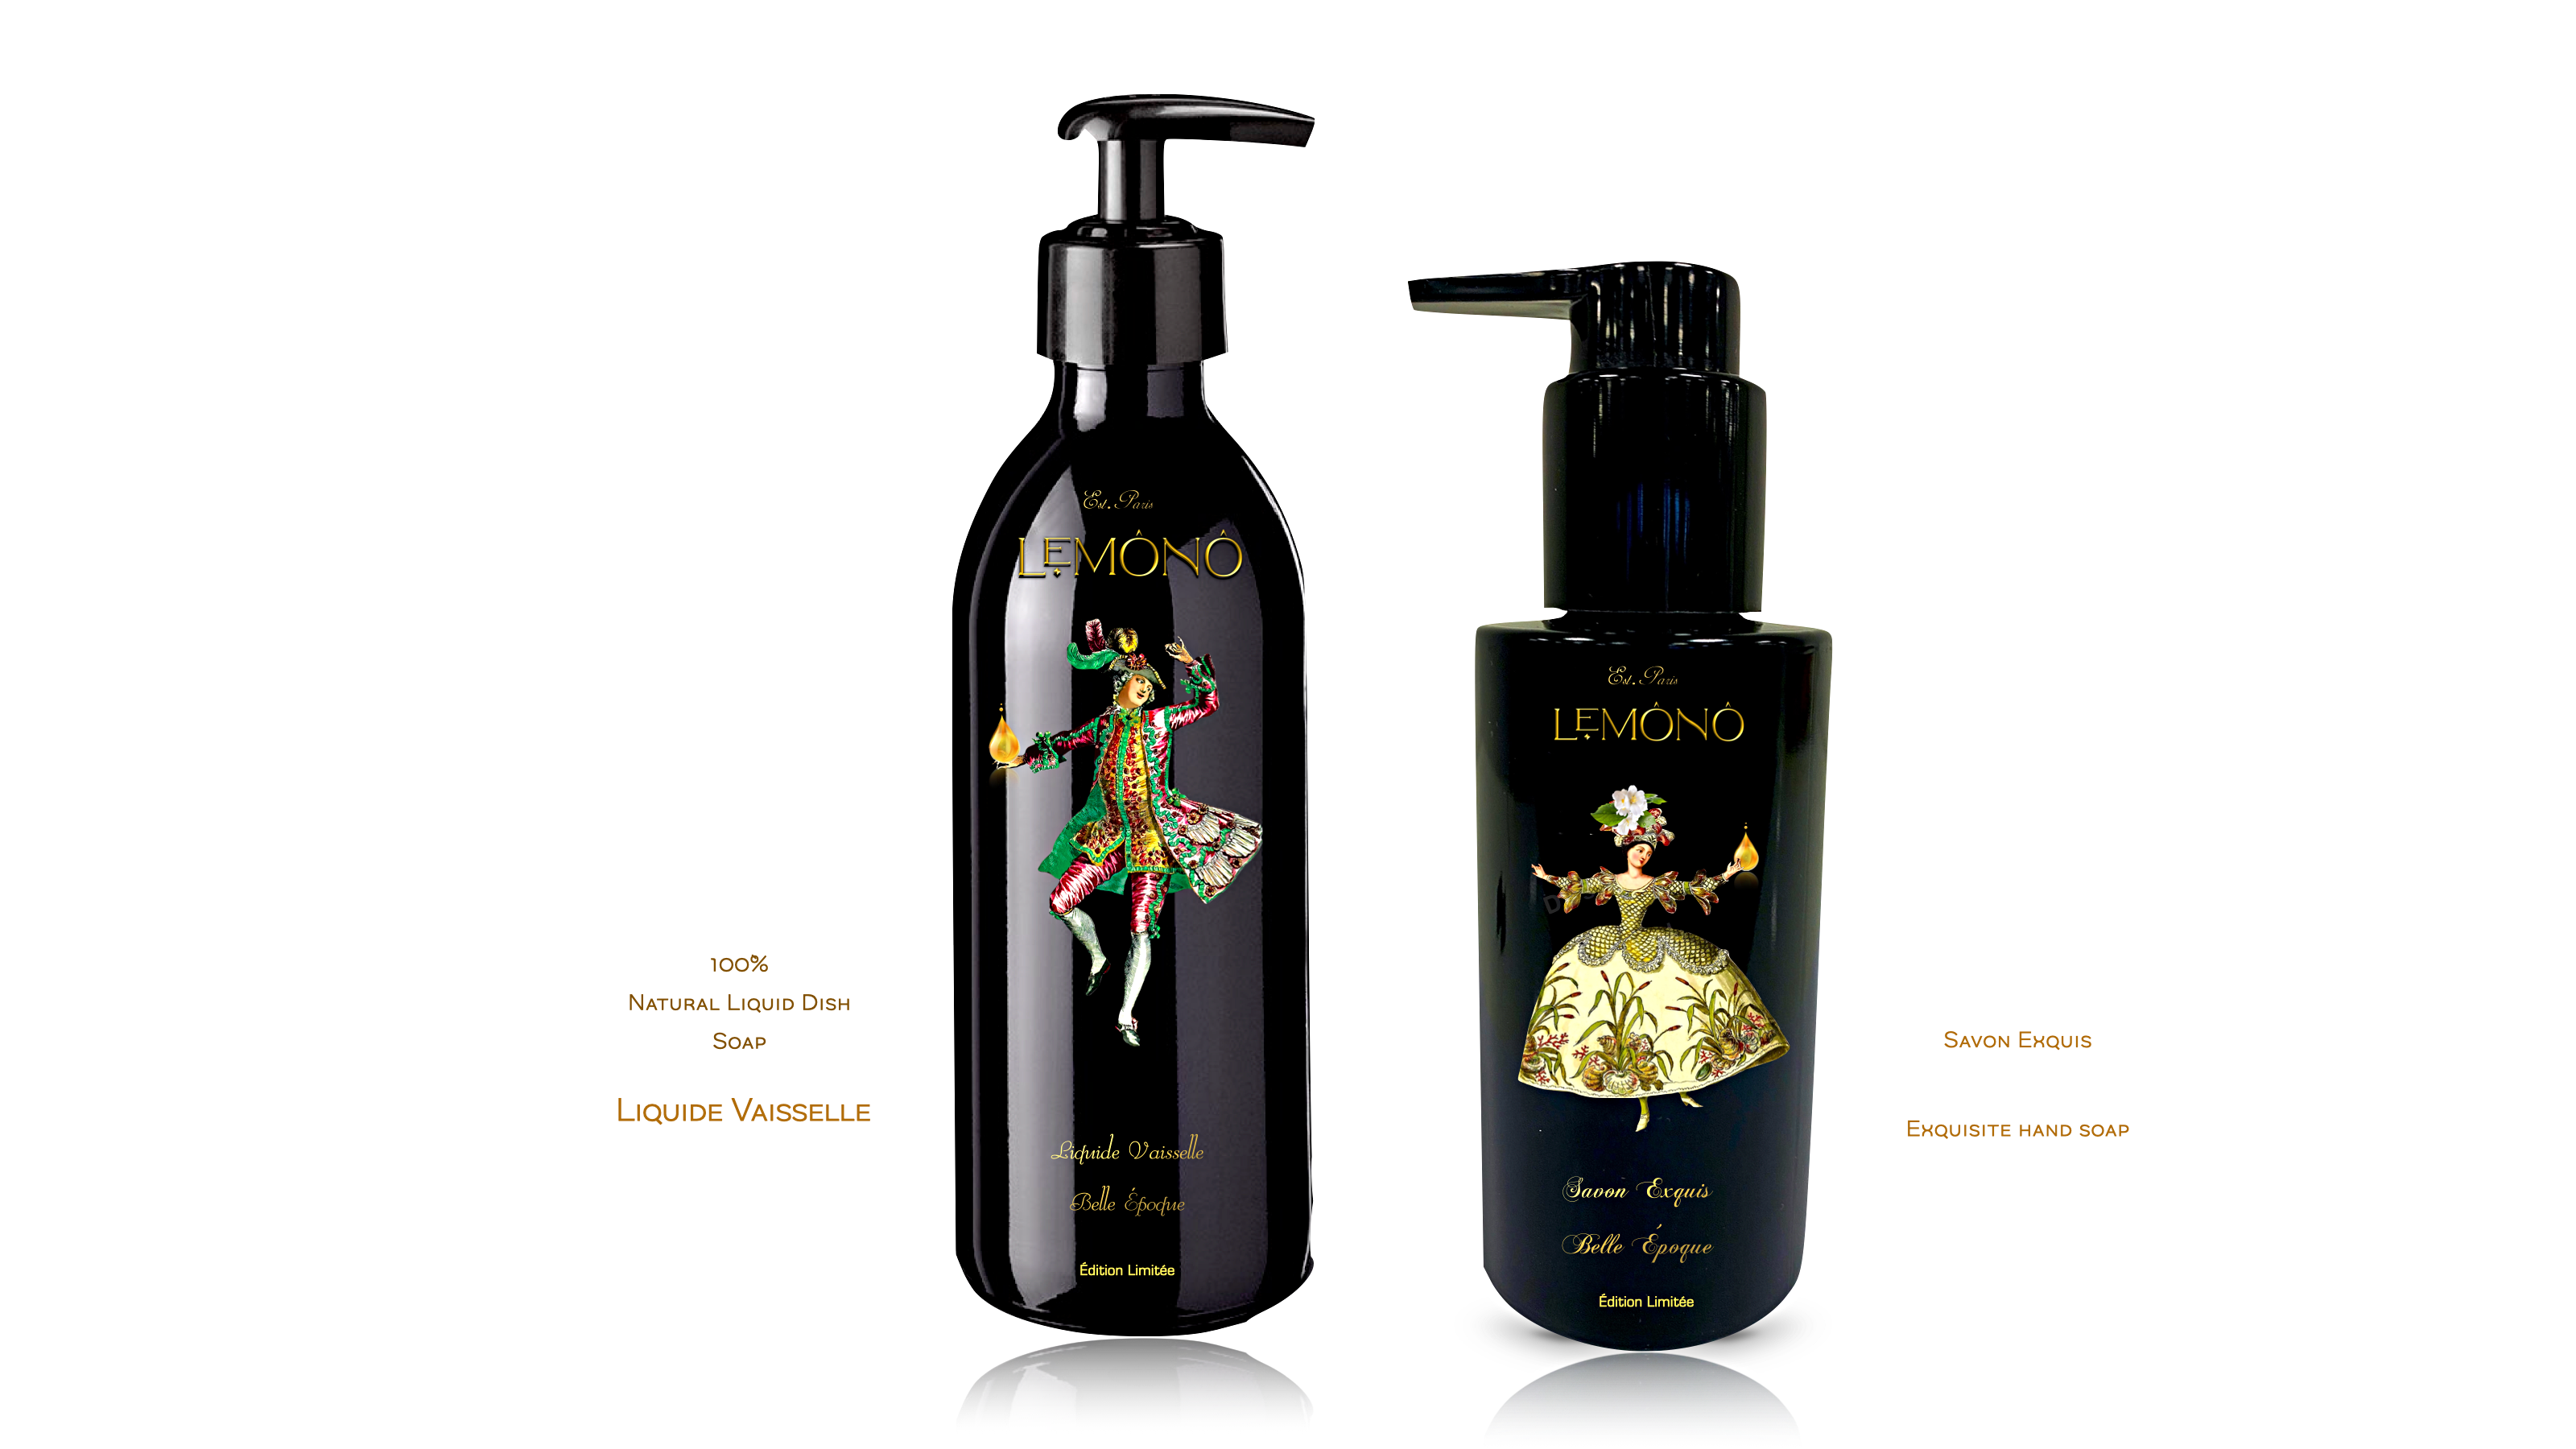 100%
Natural Liquid Dish
Soap
Liquide Vaisselle
Est. Paris
LEMÔNÔ
Liquide Vaisselle
Belle Époque
Édition Limitée
Est. Paris
LEMÔNÔ
Savon Exquis
Belle Époque
Édition Limitée
Savon Exquis
Exquisite hand soap